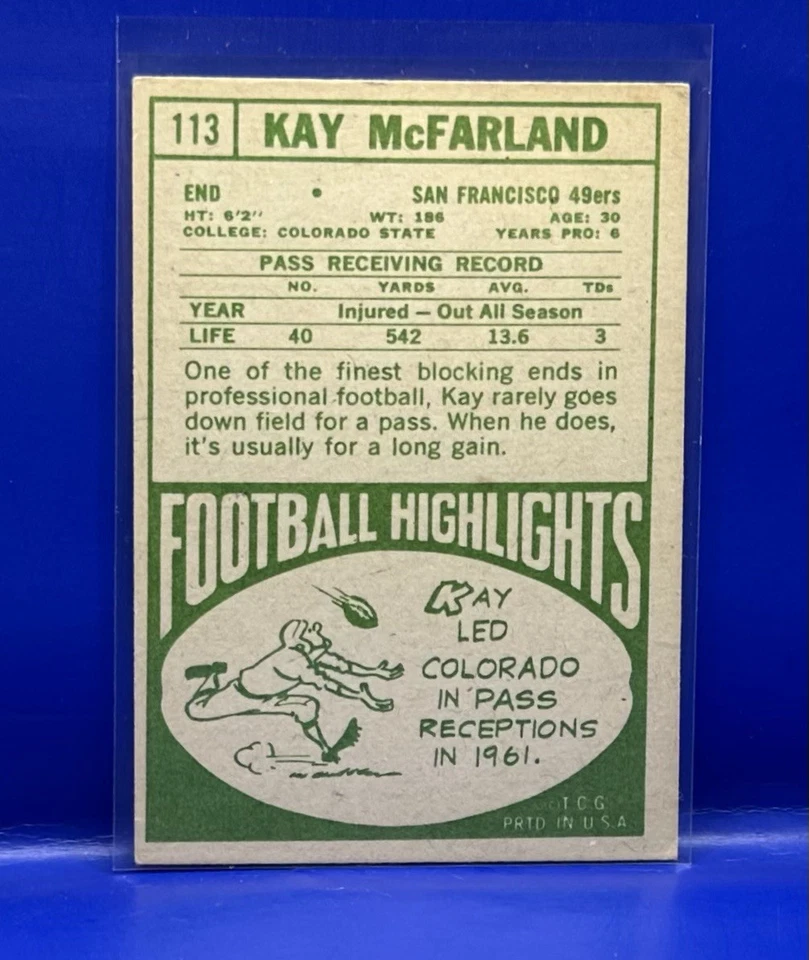 113 KAY McFARLAND
END • SAN FRANCISCO 49ers
HT: 6'2" WT: 186 AGE: 30
COLLEGE: COLORADO STATE YEARS PRO: 6
PASS RECEIVING RECORD
NO. YARDS AVG. TDs
YEAR Injured – Out All Season
LIFE 40 542 13.6 3
One of the finest blocking ends in
professional football, Kay rarely goes
down field for a pass. When he does,
it's usually for a long gain.
FOOTBALL HIGHLIGHTS
KAY
LED
COLORADO
IN PASS
RECEPTIONS
IN 1961.
T.C.G.
PRTD. IN U.S.A.